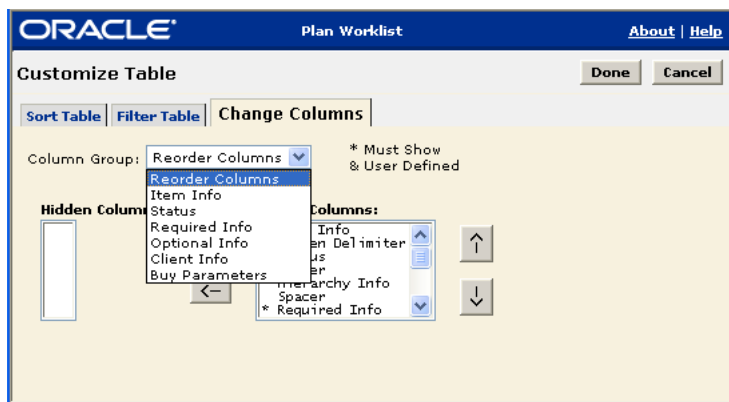 ORACLE
Plan Worklist
About | Help
Customize Table
Done
Cancel
Sort Table
Filter Table
Change Columns
Column Group:
Reorder Columns
* Must Show
& User Defined
Reorder Columns
Item Info
Status
Required Info
Optional Info
Client Info
Buy Parameters
Hidden
Columns:
Info
Delimiter
Hierarchy Info
Spacer
* Required Info